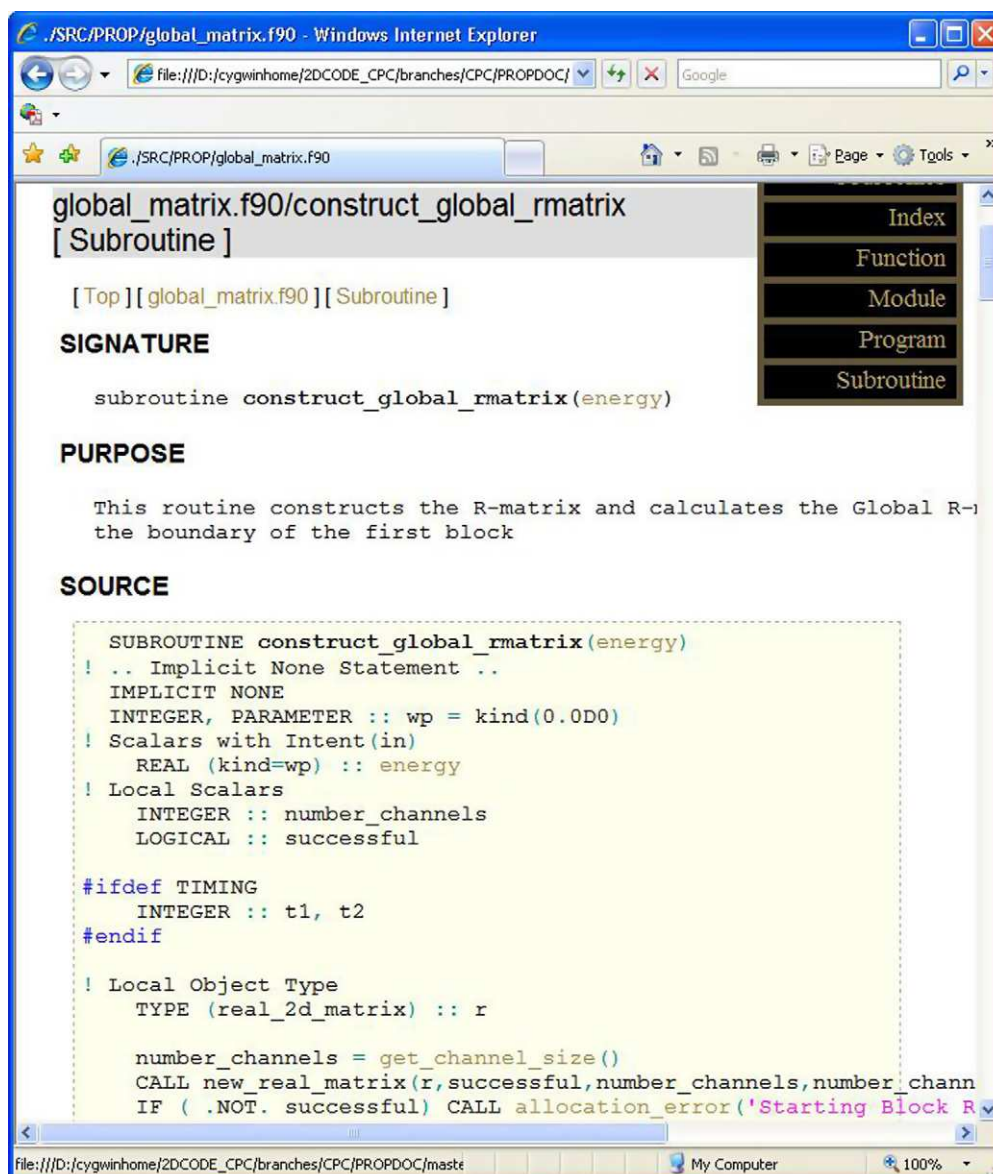 ./SRC/PROP/global_matrix.f90 - Windows Internet Explorer
file:///D:/cygwinhome/2DCODE_CPC/branches/CPC/PROPDOC/
Google
./SRC/PROP/global_matrix.f90
Page
Tools
»
global_matrix.f90/construct_global_rmatrix
[ Subroutine ]
Index
Function
Module
Program
Subroutine
[ Top ] [ global_matrix.f90 ] [ Subroutine ]
SIGNATURE
subroutine construct_global_rmatrix(energy)
PURPOSE
This routine constructs the R-matrix and calculates the Global R-
the boundary of the first block
SOURCE
SUBROUTINE construct_global_rmatrix(energy)
! .. Implicit None Statement ..
IMPLICIT NONE
INTEGER, PARAMETER :: wp = kind(0.0D0)
! Scalars with Intent(in)
REAL (kind=wp) :: energy
! Local Scalars
INTEGER :: number_channels
LOGICAL :: successful
#ifdef TIMING
INTEGER :: t1, t2
#endif
! Local Object Type
TYPE (real_2d_matrix) :: r
number_channels = get_channel_size()
CALL new_real_matrix(r,successful,number_channels,number_chann
IF ( .NOT. successful) CALL allocation_error('Starting Block R
file:///D:/cygwinhome/2DCODE_CPC/branches/CPC/PROPDOC/maste
My Computer
100%